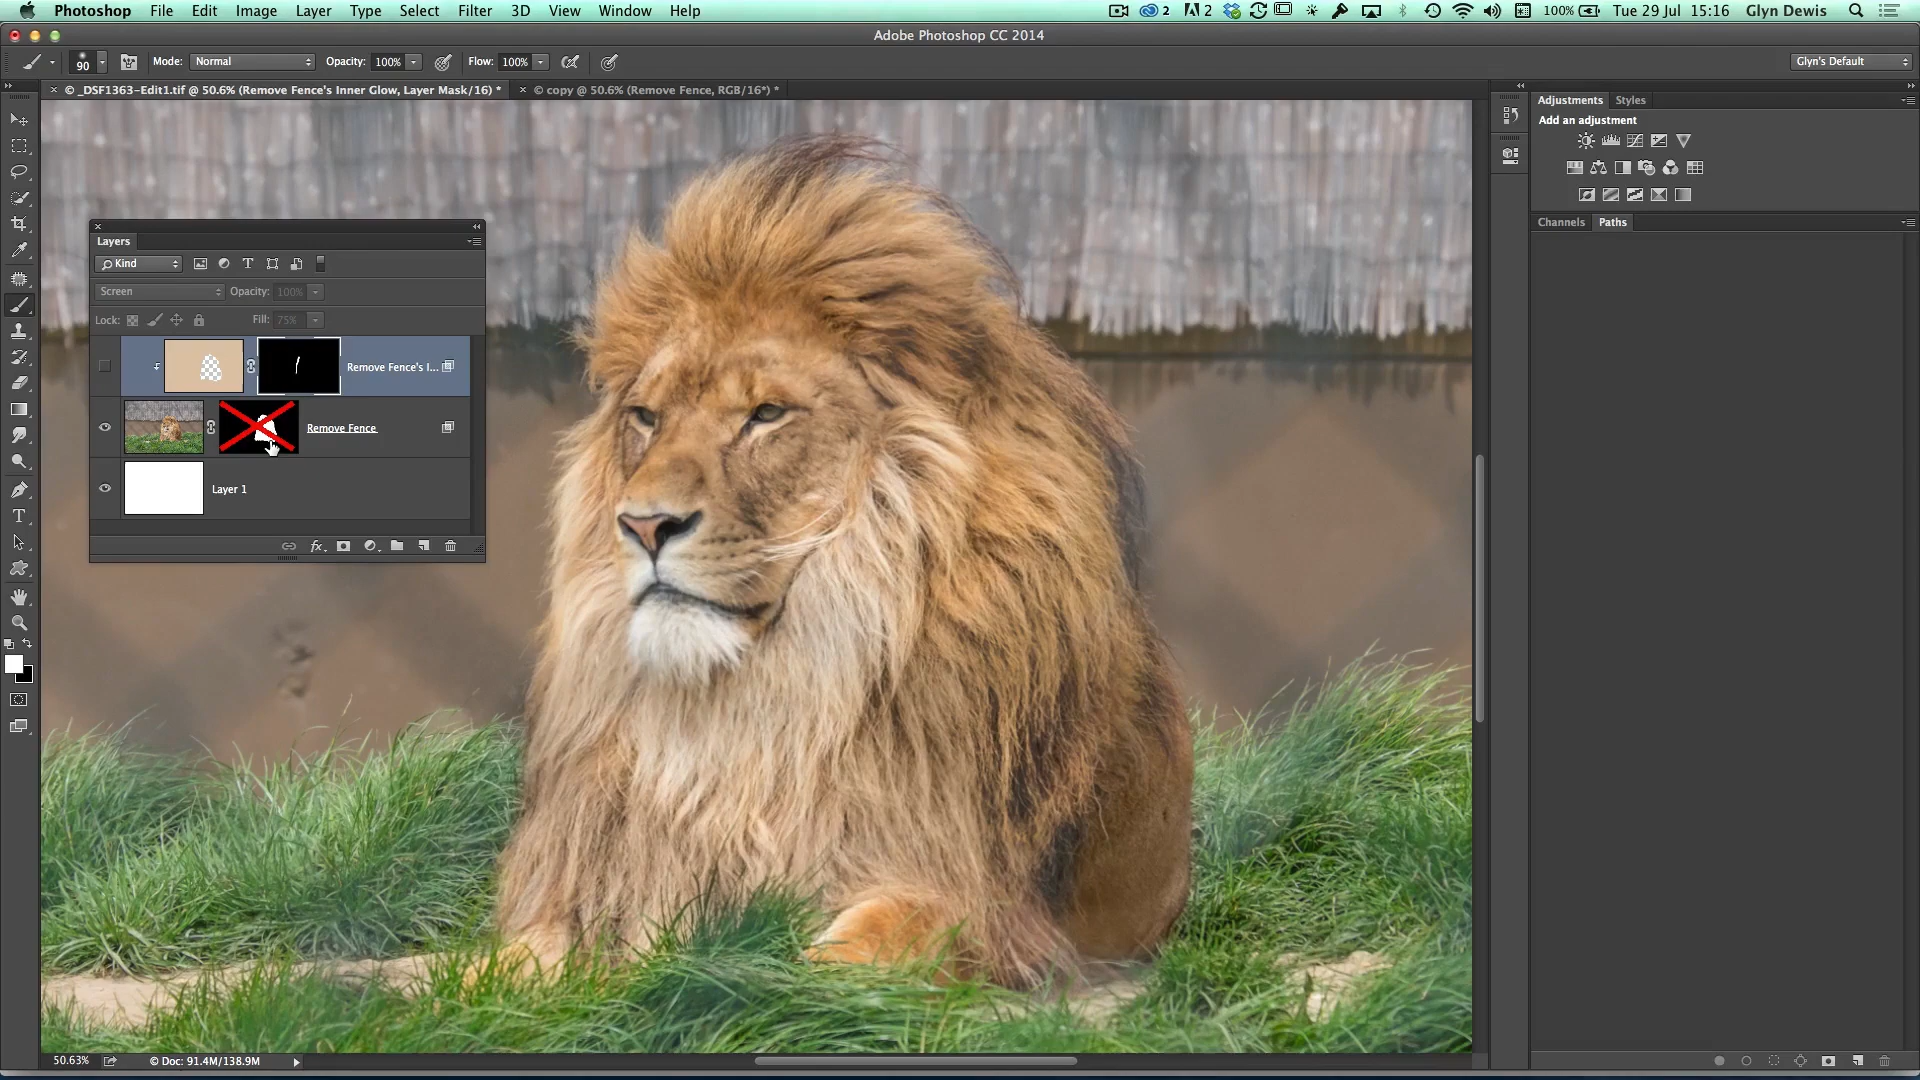 Photoshop File Edit Image Layer Type Select Filter 3D View Window Help 2 2 100% Tue 29 Jul 15:16 Glyn Dewis
Adobe Photoshop CC 2014
90 Mode: Normal Opacity: 100% Flow: 100% Glyn's Default
© _DSF1363-Edit1.tif @ 50.6% (Remove Fence's Inner Glow, Layer Mask/16) * © copy @ 50.6% (Remove Fence, RGB/16*) *
Adjustments Styles
Add an adjustment
Channels Paths
Layers
Kind
Screen Opacity: 100%
Lock: Fill: 75%
Remove Fence's I...
Remove Fence
Layer 1
fx
50.63% © Doc: 91.4M/138.9M